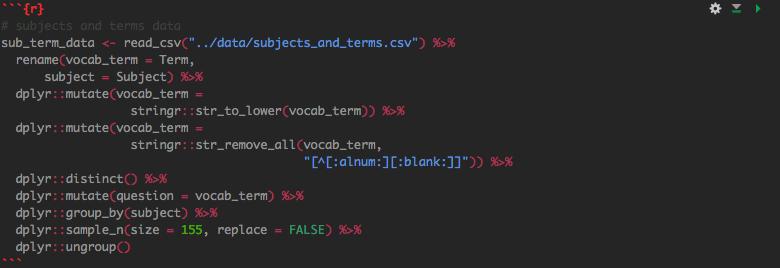 ```{r}
# subjects and terms data
sub_term_data <- read_csv("../data/subjects_and_terms.csv") %>%
  rename(vocab_term = Term,
      subject = Subject) %>%
  dplyr::mutate(vocab_term =
                  stringr::str_to_lower(vocab_term)) %>%
  dplyr::mutate(vocab_term =
                  stringr::str_remove_all(vocab_term,
                                          "[^[:alnum:][:blank:]]")) %>%
  dplyr::distinct() %>%
  dplyr::mutate(question = vocab_term) %>%
  dplyr::group_by(subject) %>%
  dplyr::sample_n(size = 155, replace = FALSE) %>%
  dplyr::ungroup()
```